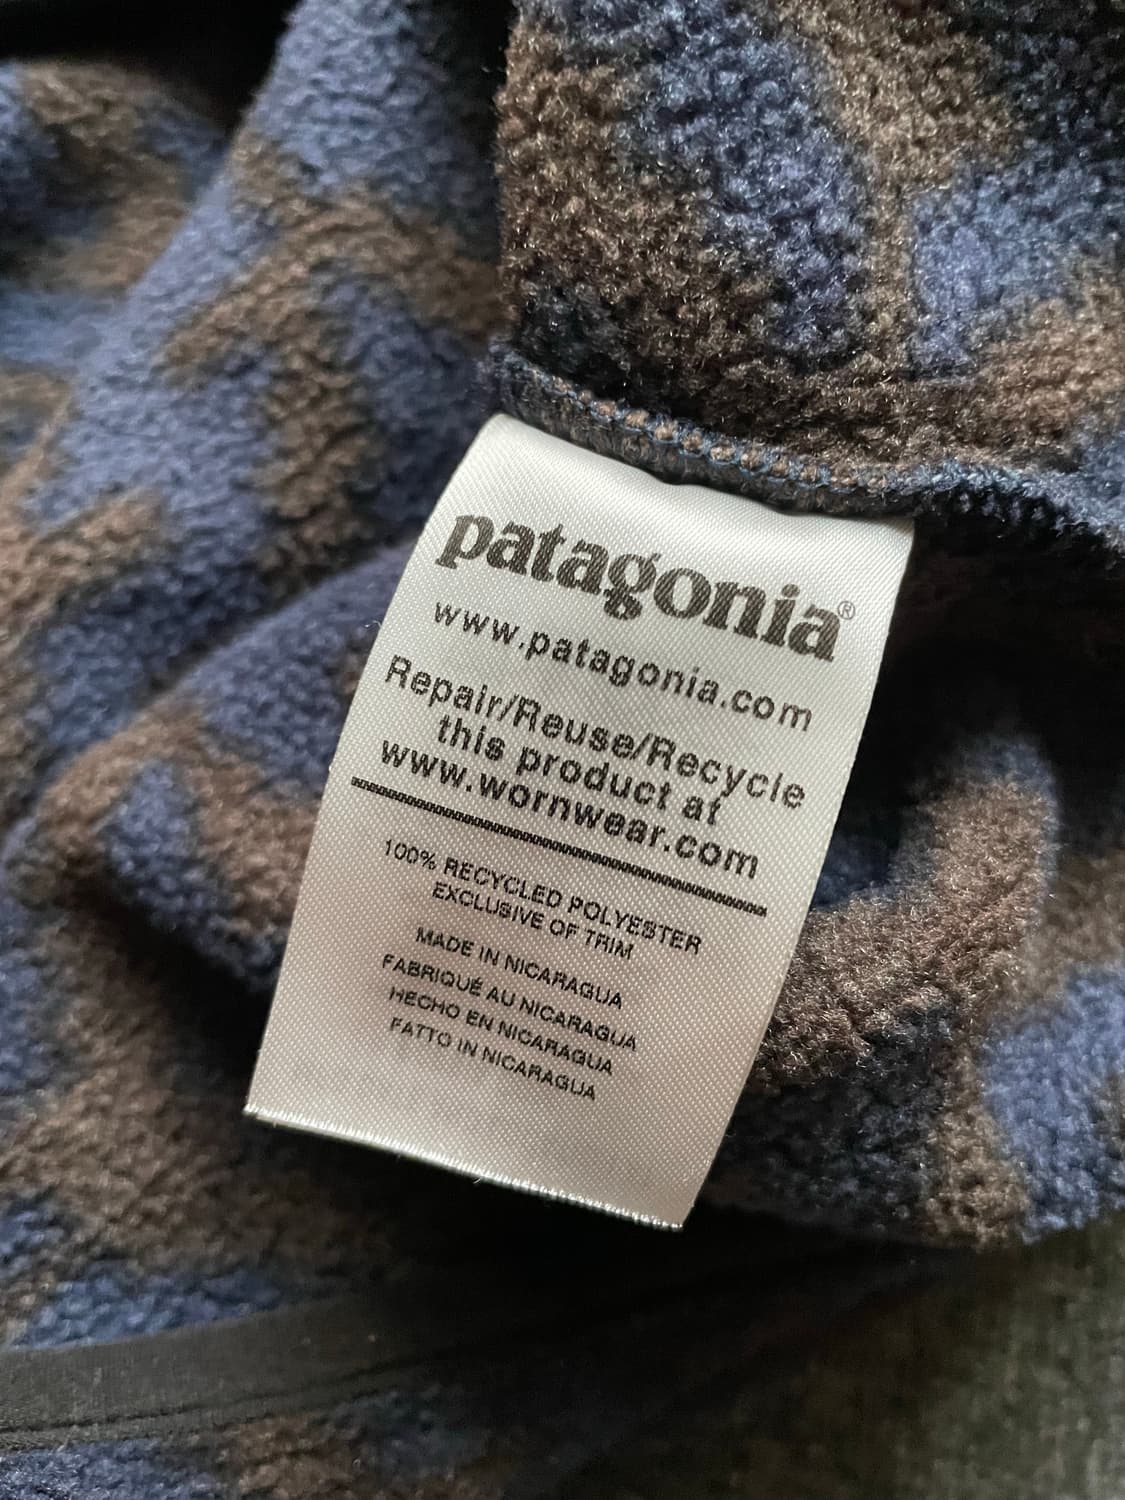 patagonia®
www.patagonia.com
Repair/Reuse/Recycle
this product at
www.wornwear.com
100% RECYCLED POLYESTER
EXCLUSIVE OF TRIM
MADE IN NICARAGUA
FABRIQUÉ AU NICARAGUA
HECHO EN NICARAGUA
FATTO IN NICARAGUA